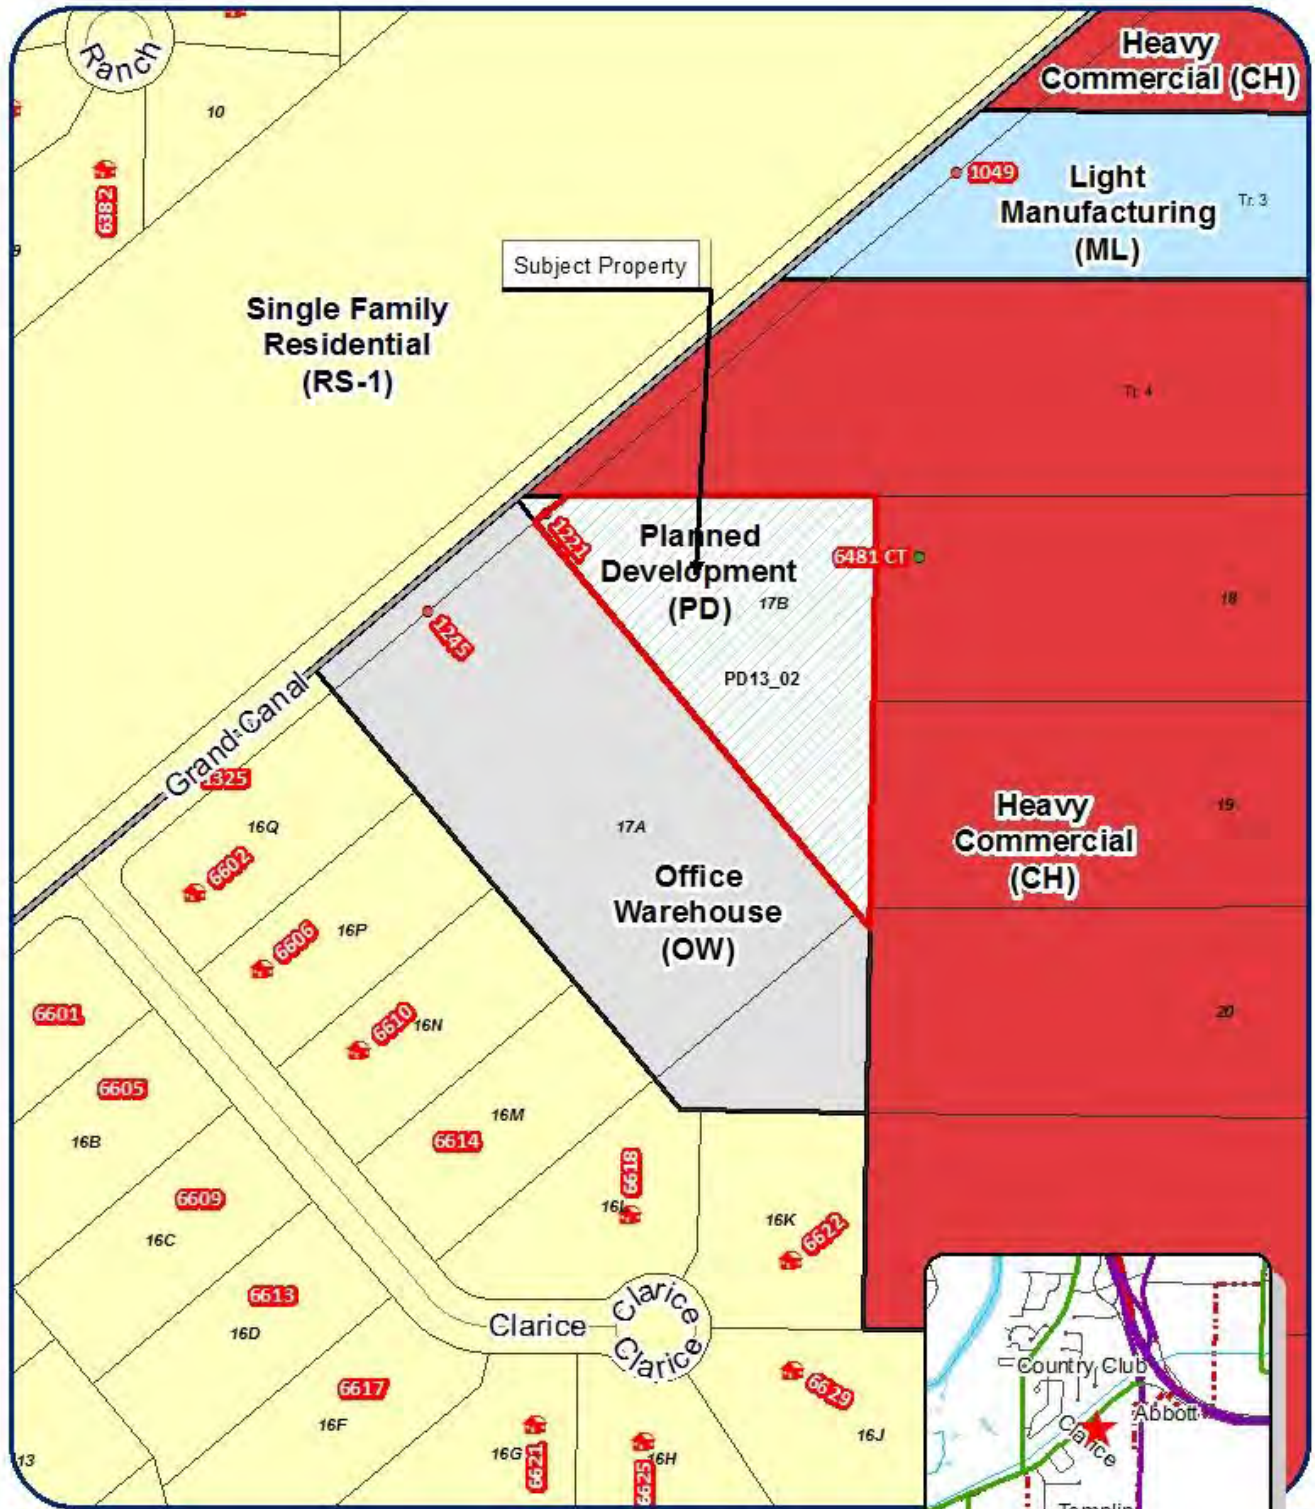 Ranch
10
Heavy
Commercial (CH)
6382
9
1049
Light
Manufacturing
(ML)
Tr. 3
Subject Property
Single Family
Residential
(RS-1)
Tr. 4
1221
Planned
Development
(PD)
17B
6481 CT
18
1245
PD13_02
Grand Canal
1325
16Q
17A
Heavy
Commercial
(CH)
19
6602
Office
Warehouse
(OW)
16P
6606
6601
6610
16N
20
6605
16B
16M
6614
6618
16L
16K
6622
6609
16C
6613
16D
Clarice
Clarice
Clarice
6617
16F
6629
16J
13
16G
6621
6625
16H
Country Club
Abbott
Clarice